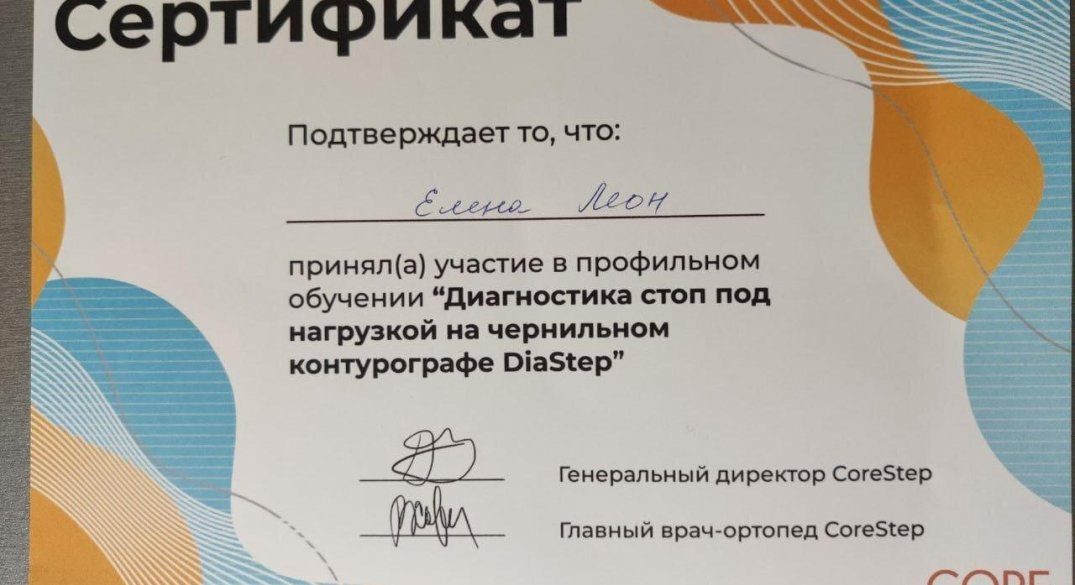 Сертификат
Подтверждает то, что:
Елена Леон
принял(а) участие в профильном
обучении “Диагностика стоп под
нагрузкой на чернильном
контурографе DiaStep”
Генеральный директор CoreStep
Главный врач-ортопед CoreStep
CORE